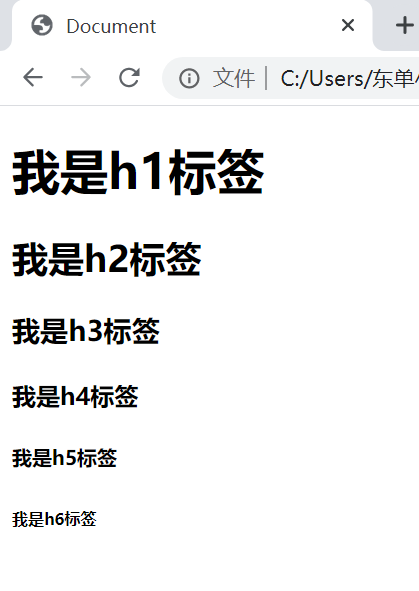 Document
文件 C:/Users/东单
我是h1标签
我是h2标签
我是h3标签
我是h4标签
我是h5标签
我是h6标签